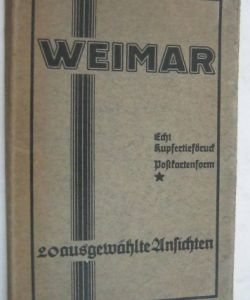 WEIMAR
Echt
Kupfertiefdruck
Postkartenform
20 ausgewählte Ansichten